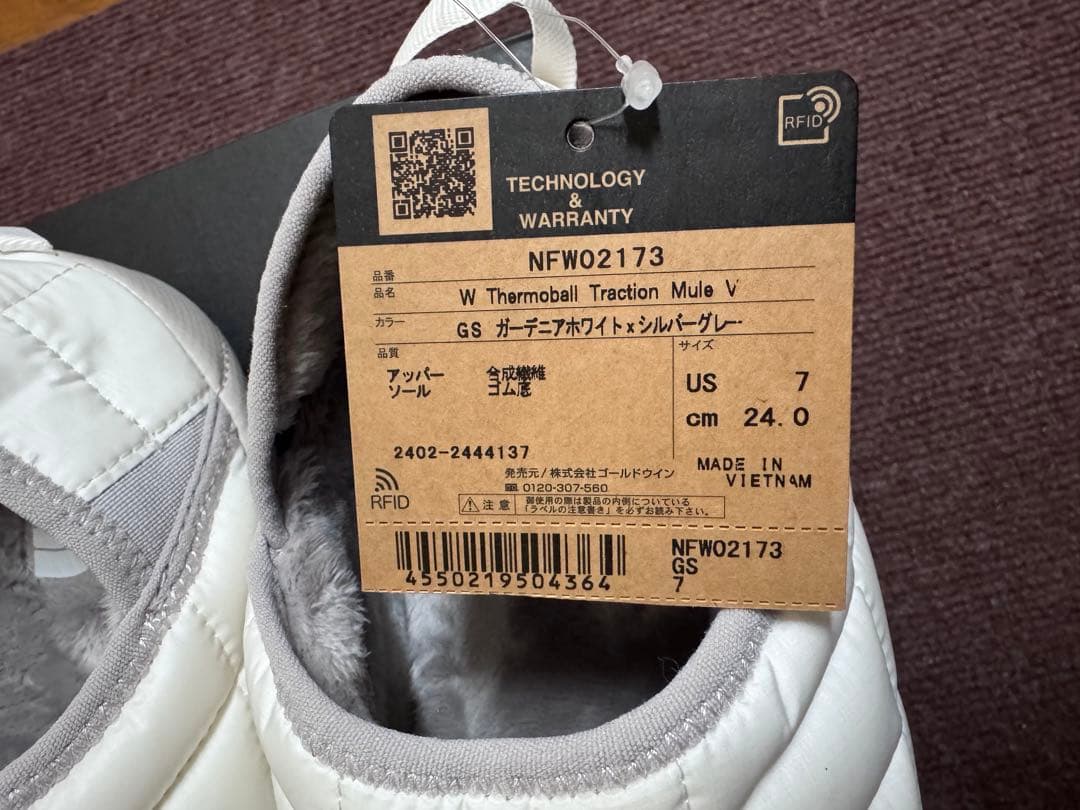 RFID
TECHNOLOGY
&
WARRANTY
品番 NFW02173
品名 W Thermoball Traction Mule V
カラー GS ガーデニアホワイトxシルバーグレー
品質
アッパー 合成繊維
ソール ゴム底
サイズ
US 7
cm 24.0
2402-2444137
MADE IN
VIETNAM
発売元/株式会社ゴールドウイン
0120-307-560
RFID
注意 御使用の際は製品の内側についている
「ラベルの注意書き」を必ずお読み下さい。
4550219504364
NFW02173
GS
7